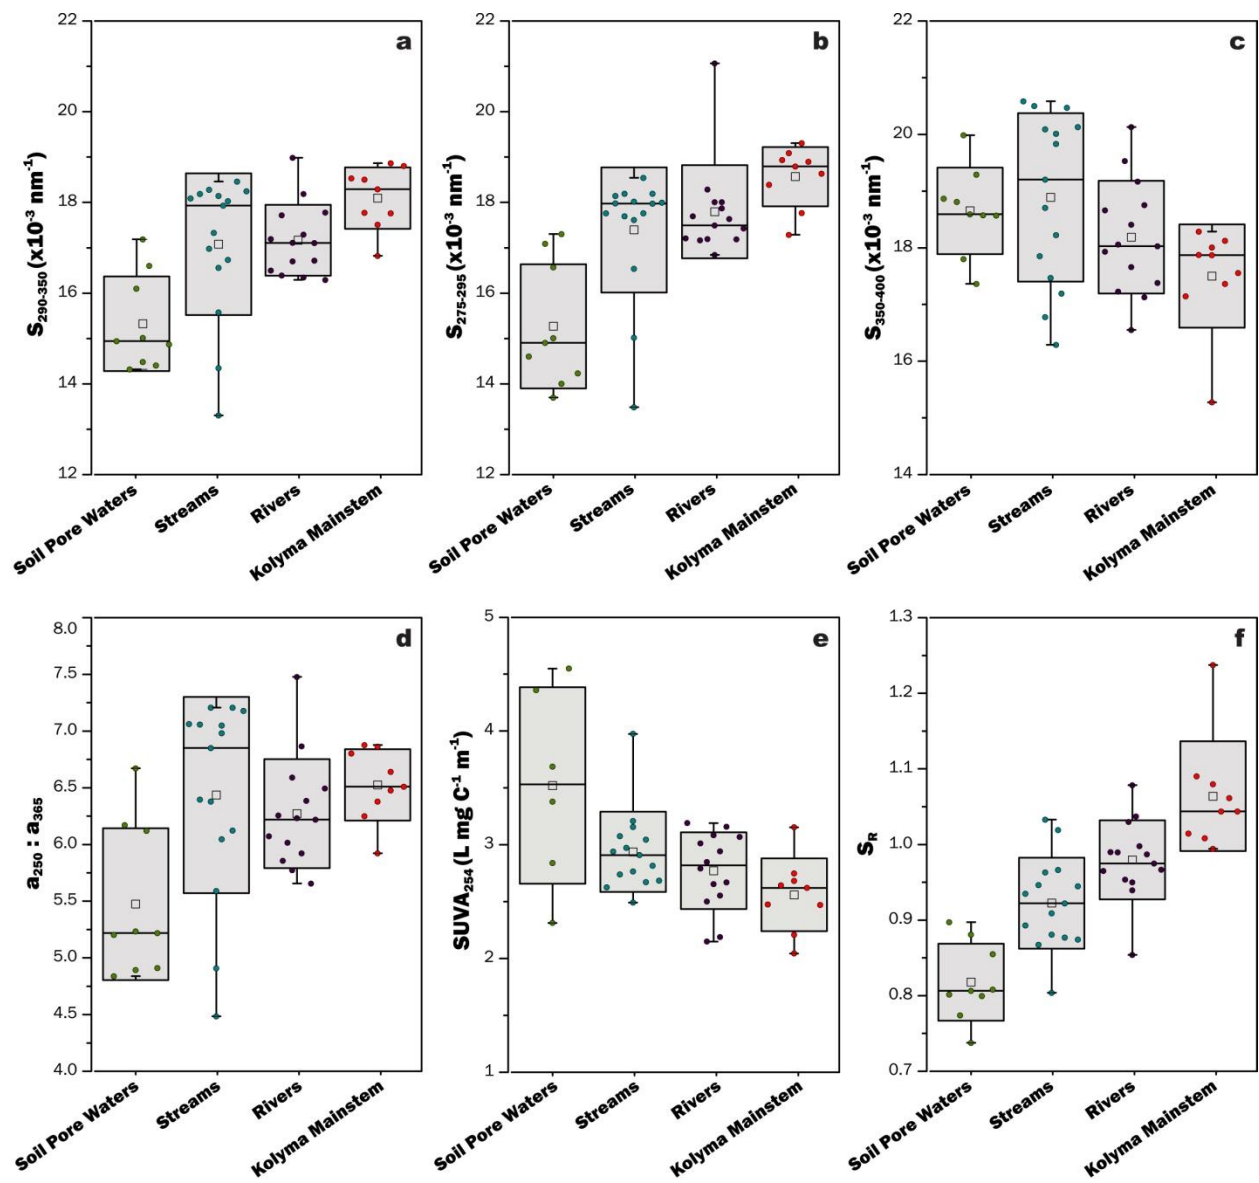 22
20
18
16
14
12
S290-350 (x10-3 nm-1)
a
Soil Pore Waters
Streams
Rivers
Kolyma Mainstem
22
20
18
16
14
12
S275-295 (x10-3 nm-1)
b
Soil Pore Waters
Streams
Rivers
Kolyma Mainstem
22
20
18
16
14
S350-400 (x10-3 nm-1)
c
Soil Pore Waters
Streams
Rivers
Kolyma Mainstem
8.0
7.5
7.0
6.5
6.0
5.5
5.0
4.5
4.0
a250 : a365
d
Soil Pore Waters
Streams
Rivers
Kolyma Mainstem
5
4
3
2
1
SUVA254 (L mg C-1 m-1)
e
Soil Pore Waters
Streams
Rivers
Kolyma Mainstem
1.3
1.2
1.1
1.0
0.9
0.8
0.7
SR
f
Soil Pore Waters
Streams
Rivers
Kolyma Mainstem